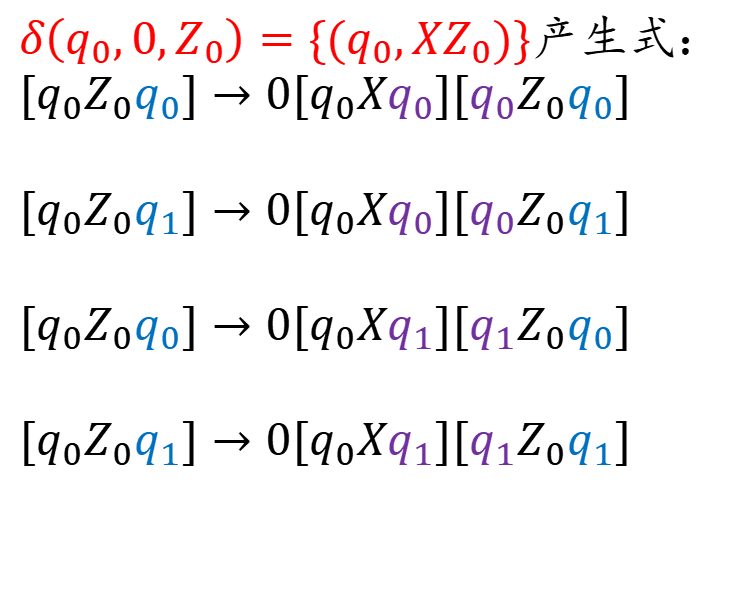 δ(q₀, 0, Z₀) = {(q₀, XZ₀)}产生式：
[q₀Z₀q₀] → 0[q₀Xq₀][q₀Z₀q₀]
[q₀Z₀q₁] → 0[q₀Xq₀][q₀Z₀q₁]
[q₀Z₀q₀] → 0[q₀Xq₁][q₁Z₀q₀]
[q₀Z₀q₁] → 0[q₀Xq₁][q₁Z₀q₁]